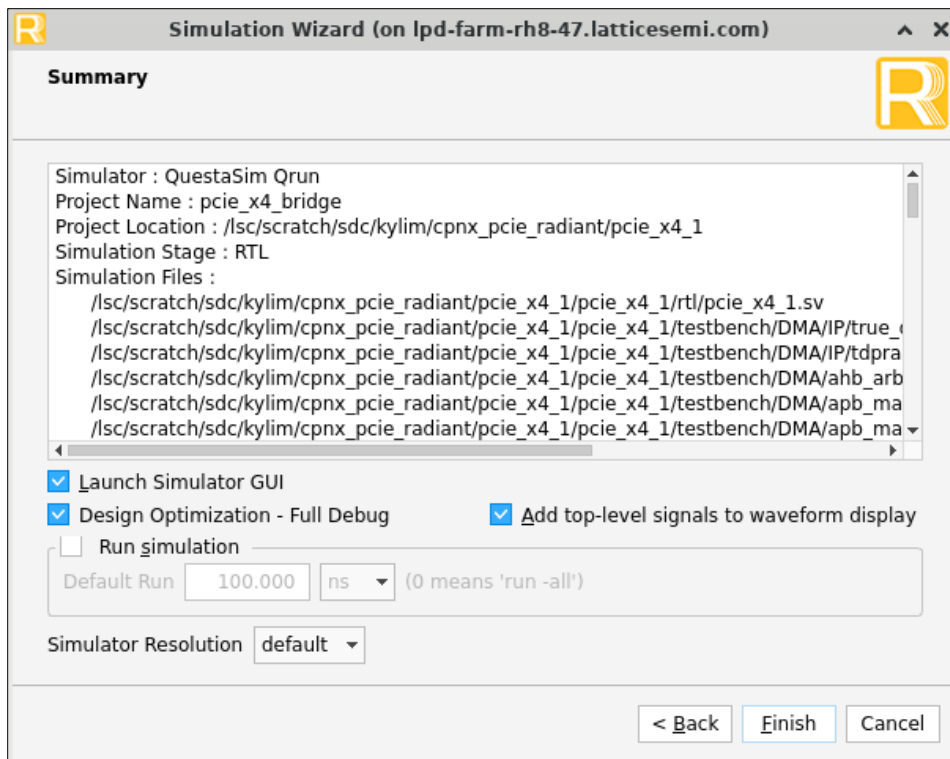 Simulation Wizard (on lpd-farm-rh8-47.latticesemi.com)
Summary
Simulator : QuestaSim Qrun
Project Name : pcie_x4_bridge
Project Location : /lsc/scratch/sdc/kylim/cpnx_pcie_radiant/pcie_x4_1
Simulation Stage : RTL
Simulation Files :
/lsc/scratch/sdc/kylim/cpnx_pcie_radiant/pcie_x4_1/pcie_x4_1/rtl/pcie_x4_1.sv
/lsc/scratch/sdc/kylim/cpnx_pcie_radiant/pcie_x4_1/pcie_x4_1/testbench/DMA/IP/true_
/lsc/scratch/sdc/kylim/cpnx_pcie_radiant/pcie_x4_1/pcie_x4_1/testbench/DMA/IP/tdpra
/lsc/scratch/sdc/kylim/cpnx_pcie_radiant/pcie_x4_1/pcie_x4_1/testbench/DMA/ahb_arb
/lsc/scratch/sdc/kylim/cpnx_pcie_radiant/pcie_x4_1/pcie_x4_1/testbench/DMA/apb_ma
/lsc/scratch/sdc/kylim/cpnx_pcie_radiant/pcie_x4_1/pcie_x4_1/testbench/DMA/apb_ma
Launch Simulator GUI
Design Optimization - Full Debug Add top-level signals to waveform display
Run simulation
Default Run 100.000 ns (0 means 'run -all')
Simulator Resolution default
< Back Finish Cancel